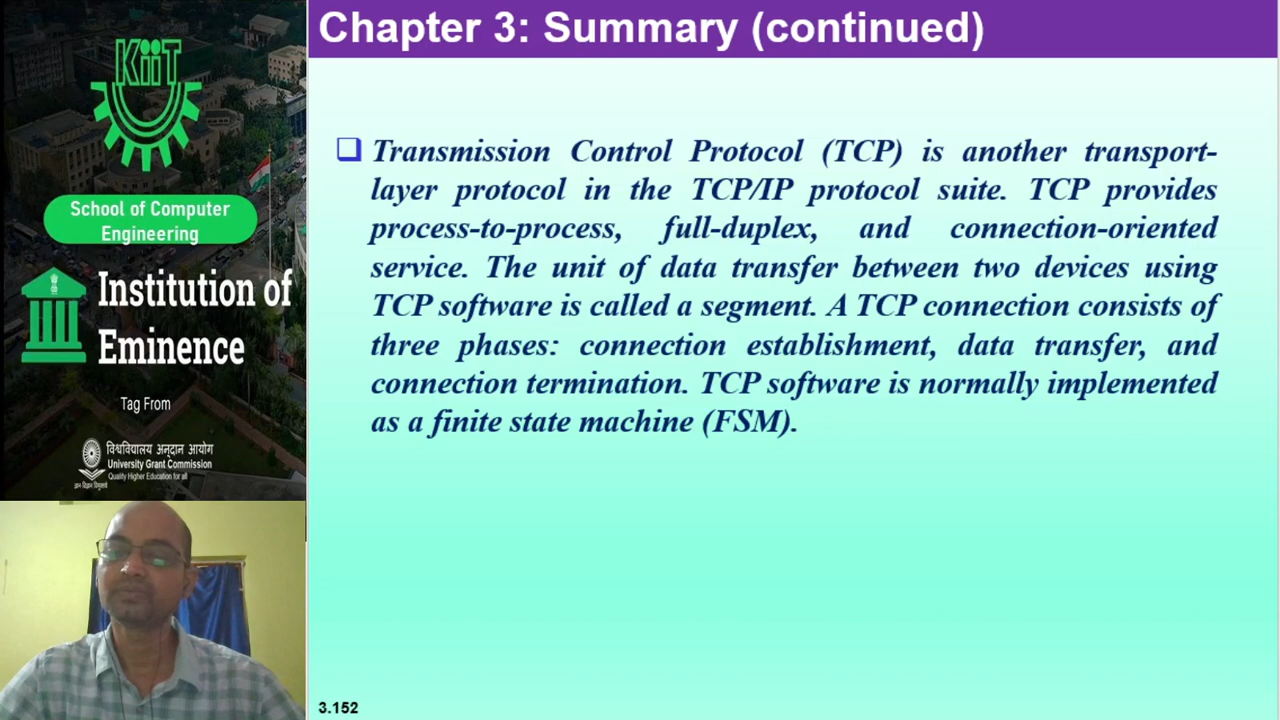 Chapter 3: Summary (continued)
KiiT
School of Computer
Engineering
Institution of
Eminence
Tag From
विश्वविद्यालय अनुदान आयोग
University Grant Commission
Quality Higher Education for all
Transmission Control Protocol (TCP) is another transport-
layer protocol in the TCP/IP protocol suite. TCP provides
process-to-process, full-duplex, and connection-oriented
service. The unit of data transfer between two devices using
TCP software is called a segment. A TCP connection consists of
three phases: connection establishment, data transfer, and
connection termination. TCP software is normally implemented
as a finite state machine (FSM).
3.152